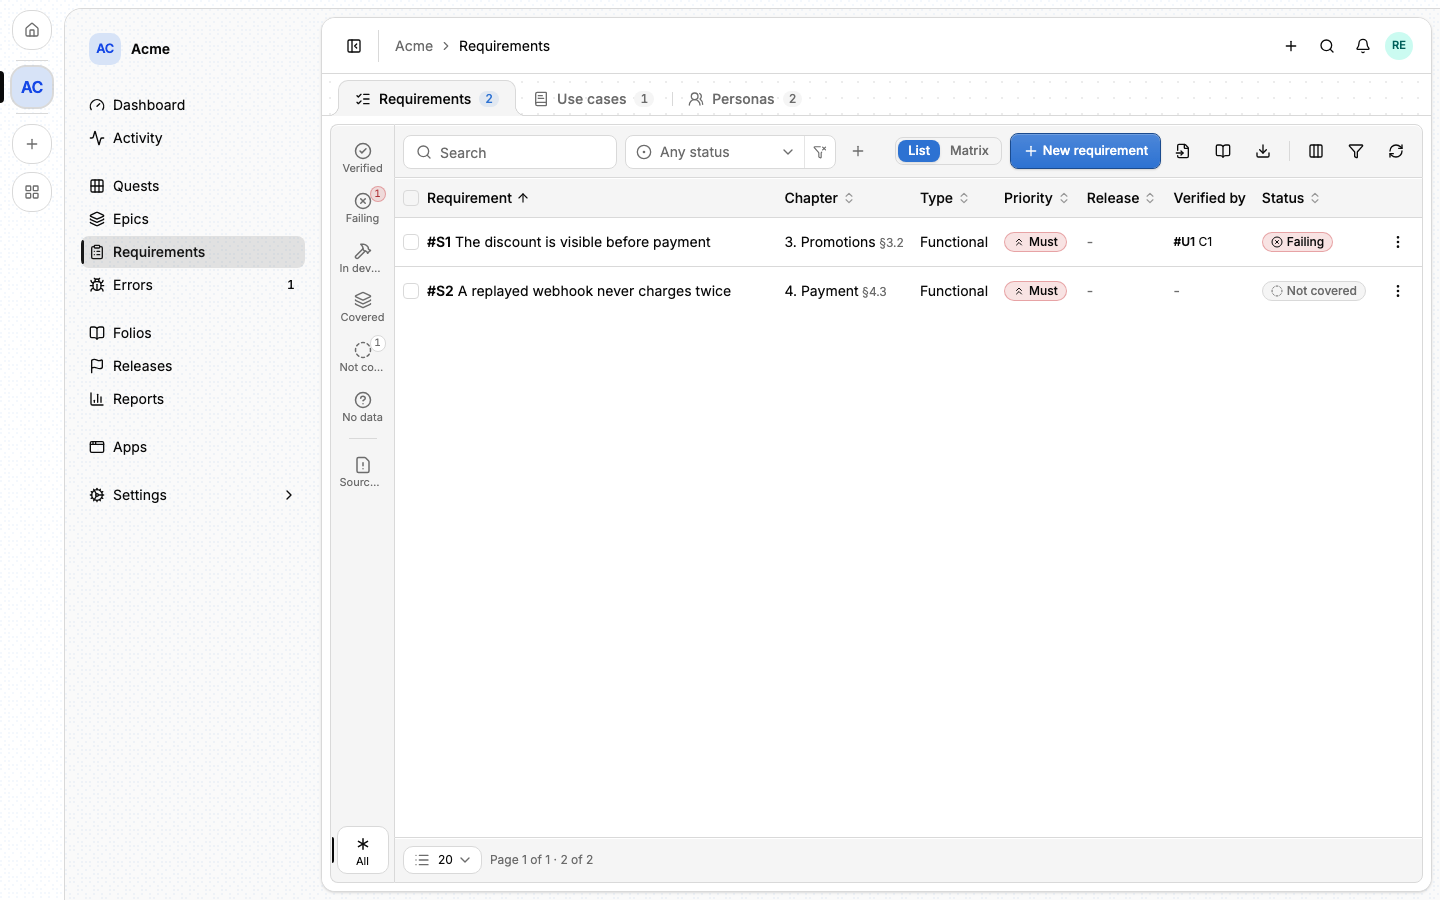 AC
AC Acme
Dashboard
Activity
Quests
Epics
Requirements
Errors 1
Folios
Releases
Reports
Apps
Settings
Acme > Requirements
RE
Requirements 2
Use cases 1
Personas 2
Verified
1
Failing
In dev...
Covered
1
Not co...
No data
Sourc...
All
Search
Any status
List Matrix
+ New requirement
Requirement Chapter Type Priority Release Verified by Status
#S1 The discount is visible before payment 3. Promotions §3.2 Functional Must - #U1 C1 Failing
#S2 A replayed webhook never charges twice 4. Payment §4.3 Functional Must - - Not covered
20 Page 1 of 1 · 2 of 2